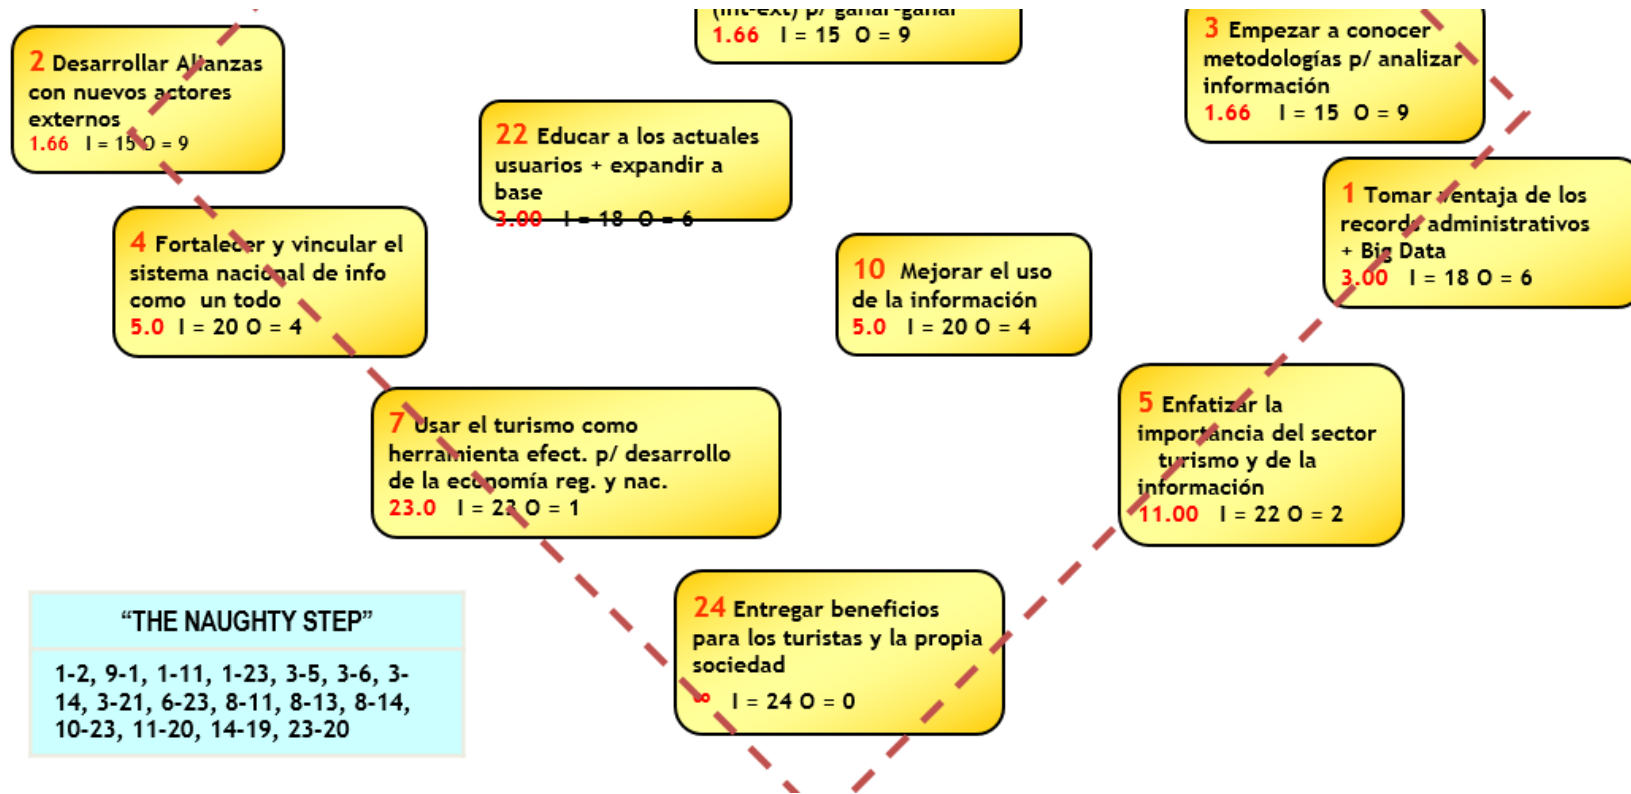 (int-ext) p/ ganar-ganar
1.66 I = 15 O = 9
2 Desarrollar Alianzas
con nuevos actores
externos
1.66 I = 15 O = 9
3 Empezar a conocer
metodologías p/ analizar
información
1.66 I = 15 O = 9
22 Educar a los actuales
usuarios + expandir a
base
3.00 I = 18 O = 6
1 Tomar ventaja de los
records administrativos
+ Big Data
3.00 I = 18 O = 6
4 Fortalecer y vincular el
sistema nacional de info
como un todo
5.0 I = 20 O = 4
10 Mejorar el uso
de la información
5.0 I = 20 O = 4
7 Usar el turismo como
herramienta efect. p/ desarrollo
de la economía reg. y nac.
23.0 I = 23 O = 1
5 Enfatizar la
importancia del sector
turismo y de la
información
11.00 I = 22 O = 2
24 Entregar beneficios
para los turistas y la propia
sociedad
∞ I = 24 O = 0
“THE NAUGHTY STEP”
1-2, 9-1, 1-11, 1-23, 3-5, 3-6, 3-
14, 3-21, 6-23, 8-11, 8-13, 8-14,
10-23, 11-20, 14-19, 23-20